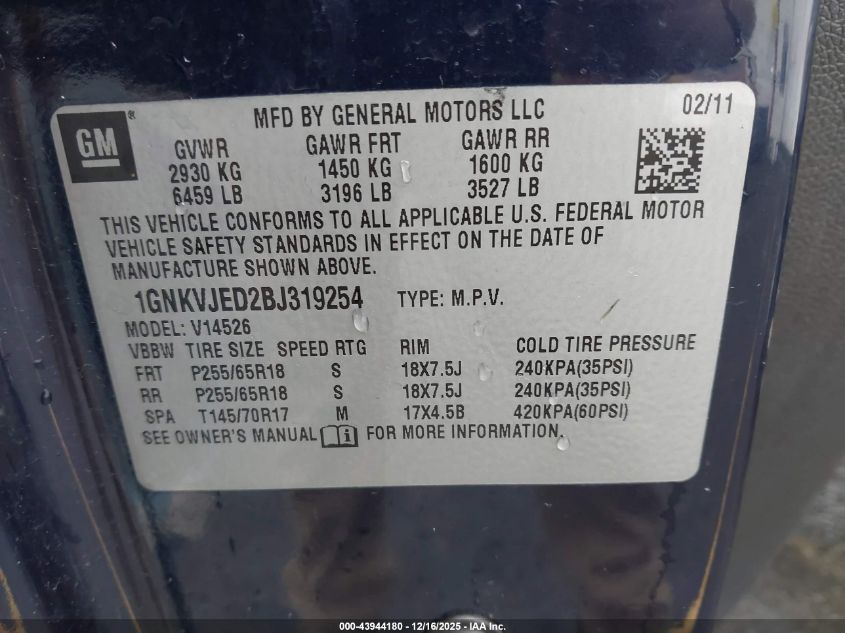 MFD BY GENERAL MOTORS LLC 02/11
GM ®
GVWR GAWR FRT GAWR RR
2930 KG 1450 KG 1600 KG
6459 LB 3196 LB 3527 LB
THIS VEHICLE CONFORMS TO ALL APPLICABLE U.S. FEDERAL MOTOR
VEHICLE SAFETY STANDARDS IN EFFECT ON THE DATE OF
MANUFACTURE SHOWN ABOVE.
1GNKVJED2BJ319254 TYPE: M.P.V.
MODEL: V14526
VBBW TIRE SIZE SPEED RTG RIM COLD TIRE PRESSURE
FRT P255/65R18 S 18X7.5J 240KPA(35PSI)
RR P255/65R18 S 18X7.5J 240KPA(35PSI)
SPA T145/70R17 M 17X4.5B 420KPA(60PSI)
SEE OWNER'S MANUAL FOR MORE INFORMATION.
000-43944180 - 12/16/2025 - IAA Inc.